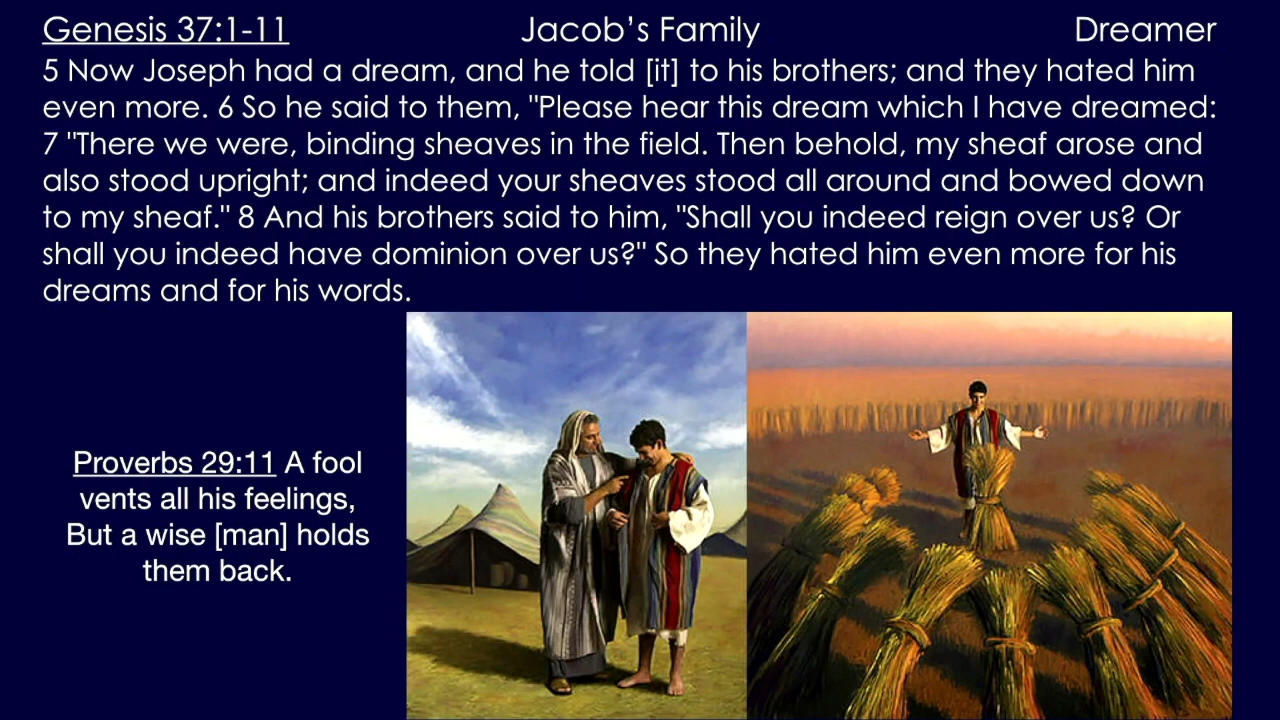 Genesis 37:1-11 Jacob’s Family Dreamer
5 Now Joseph had a dream, and he told [it] to his brothers; and they hated him
even more. 6 So he said to them, "Please hear this dream which I have dreamed:
7 "There we were, binding sheaves in the field. Then behold, my sheaf arose and
also stood upright; and indeed your sheaves stood all around and bowed down
to my sheaf." 8 And his brothers said to him, "Shall you indeed reign over us? Or
shall you indeed have dominion over us?" So they hated him even more for his
dreams and for his words.
Proverbs 29:11 A fool
vents all his feelings,
But a wise [man] holds
them back.